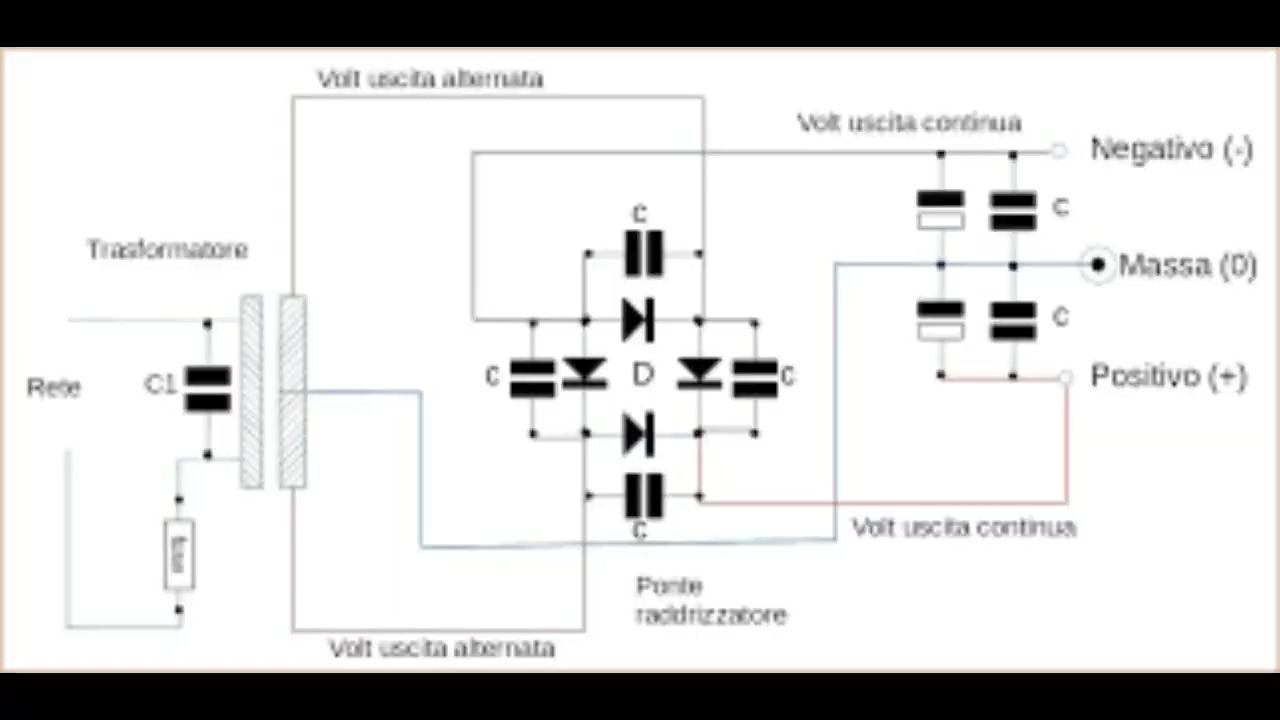 Volt uscita alternata
Volt uscita continua
Negativo (-)
C
C
Trasformatore
Massa (0)
C
Rete
C1
C
D
C
Positivo (+)
Volt uscita continua
C
Ponte
raddrizzatore
Volt uscita alternata